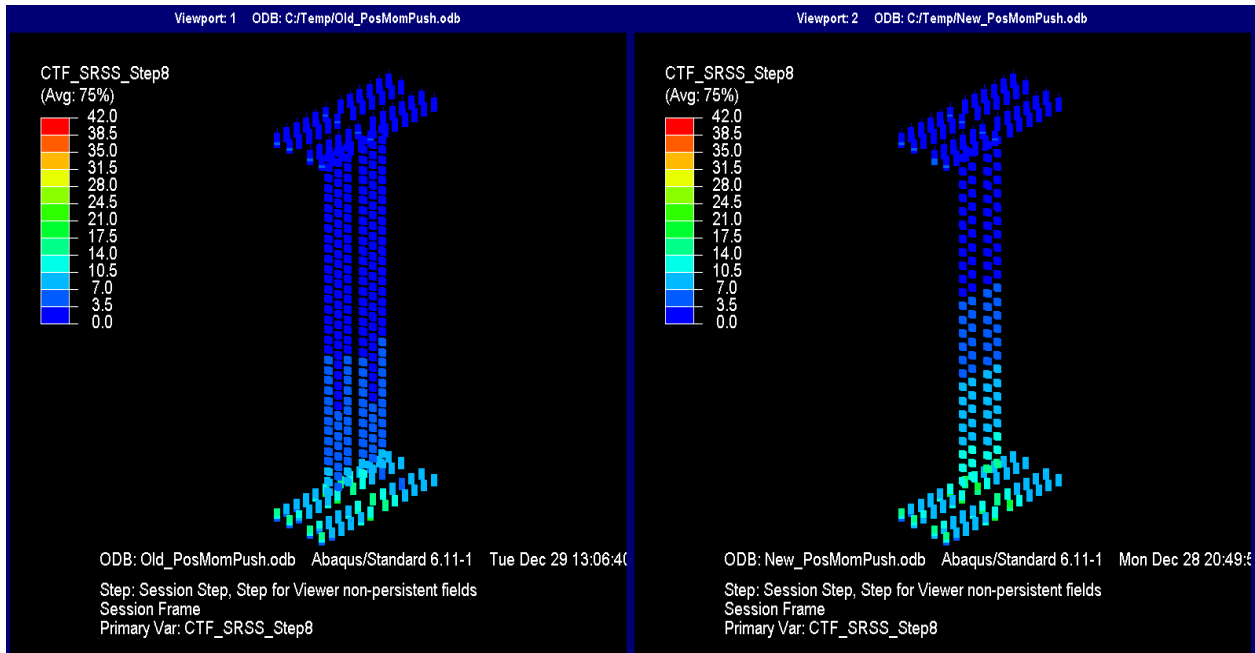 Viewport: 1 ODB: C:/Temp/Old_PosMomPush.odb
CTF_SRSS_Step8
(Avg: 75%)
42.0
38.5
35.0
31.5
28.0
24.5
21.0
17.5
14.0
10.5
7.0
3.5
0.0
ODB: Old_PosMomPush.odb Abaqus/Standard 6.11-1 Tue Dec 29 13:06:40
Step: Session Step, Step for Viewer non-persistent fields
Session Frame
Primary Var: CTF_SRSS_Step8
Viewport: 2 ODB: C:/Temp/New_PosMomPush.odb
CTF_SRSS_Step8
(Avg: 75%)
42.0
38.5
35.0
31.5
28.0
24.5
21.0
17.5
14.0
10.5
7.0
3.5
0.0
ODB: New_PosMomPush.odb Abaqus/Standard 6.11-1 Mon Dec 28 20:49:5
Step: Session Step, Step for Viewer non-persistent fields
Session Frame
Primary Var: CTF_SRSS_Step8